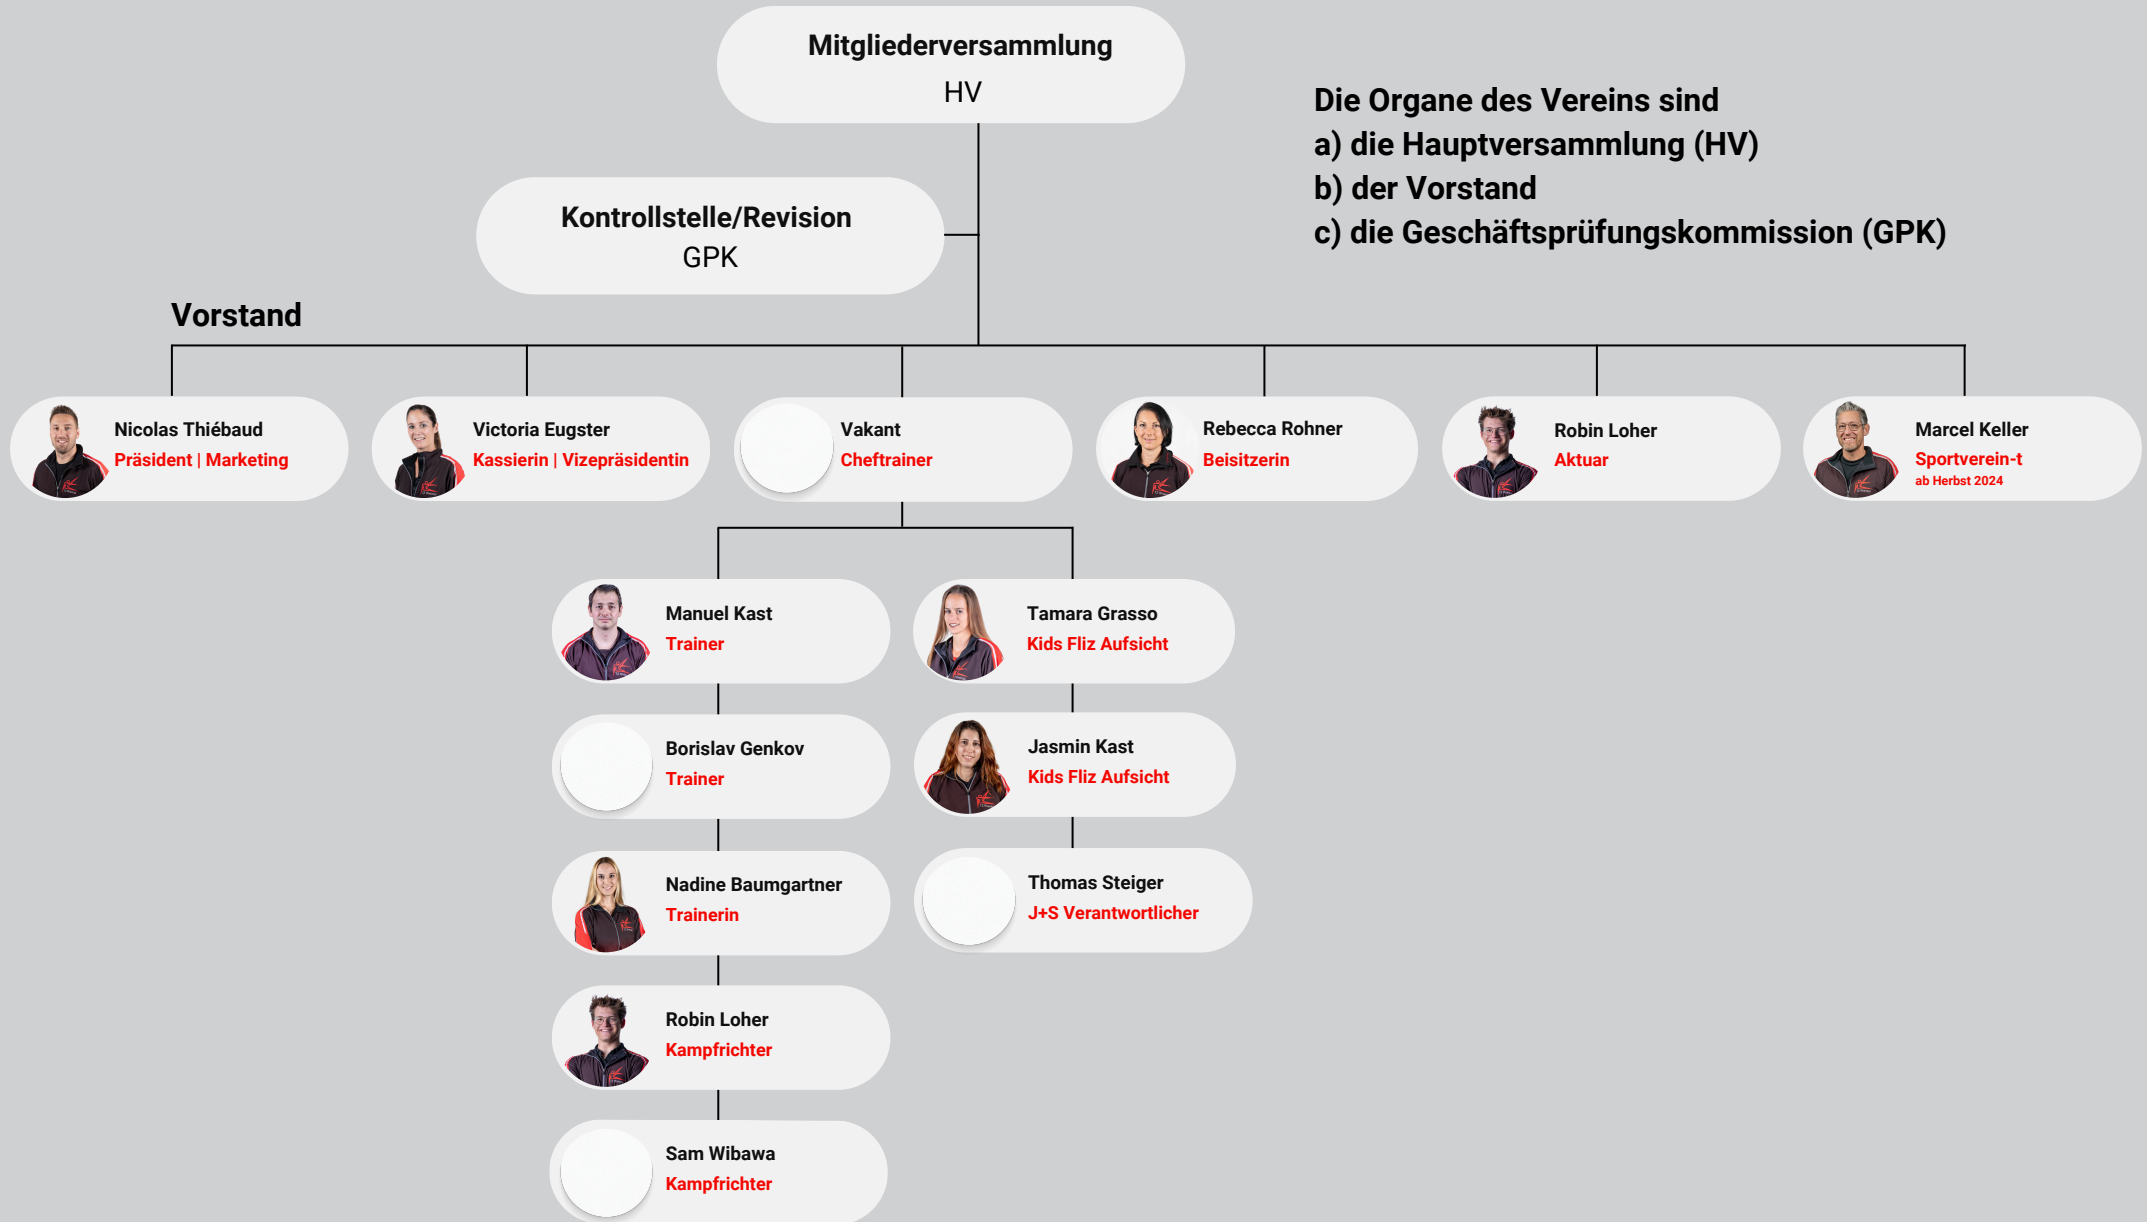 Mitgliederversammlung
HV
Die Organe des Vereins sind
a) die Hauptversammlung (HV)
b) der Vorstand
c) die Geschäftsprüfungskommission (GPK)
Kontrollstelle/Revision
GPK
Vorstand
Nicolas Thiébaud
Präsident | Marketing
Victoria Eugster
Kassierin | Vizepräsidentin
Vakant
Cheftrainer
Rebecca Rohner
Beisitzerin
Robin Loher
Aktuar
Marcel Keller
Sportverein-t
ab Herbst 2024
Manuel Kast
Trainer
Tamara Grasso
Kids Fliz Aufsicht
Borislav Genkov
Trainer
Jasmin Kast
Kids Fliz Aufsicht
Nadine Baumgartner
Trainerin
Thomas Steiger
J+S Verantwortlicher
Robin Loher
Kampfrichter
Sam Wibawa
Kampfrichter